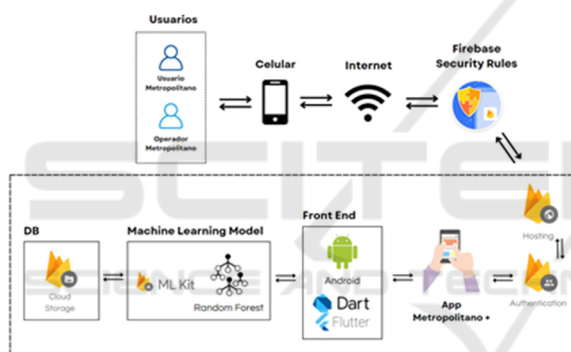 Usuarios
Usuario
Metropolitano
Operador
Metropolitano
Celular
Internet
Firebase
Security Rules
DB
Cloud
Storage
Machine Learning Model
ML Kit
Random Forest
Front End
Android
Dart
Flutter
App
Metropolitano +
Hosting
Authentication